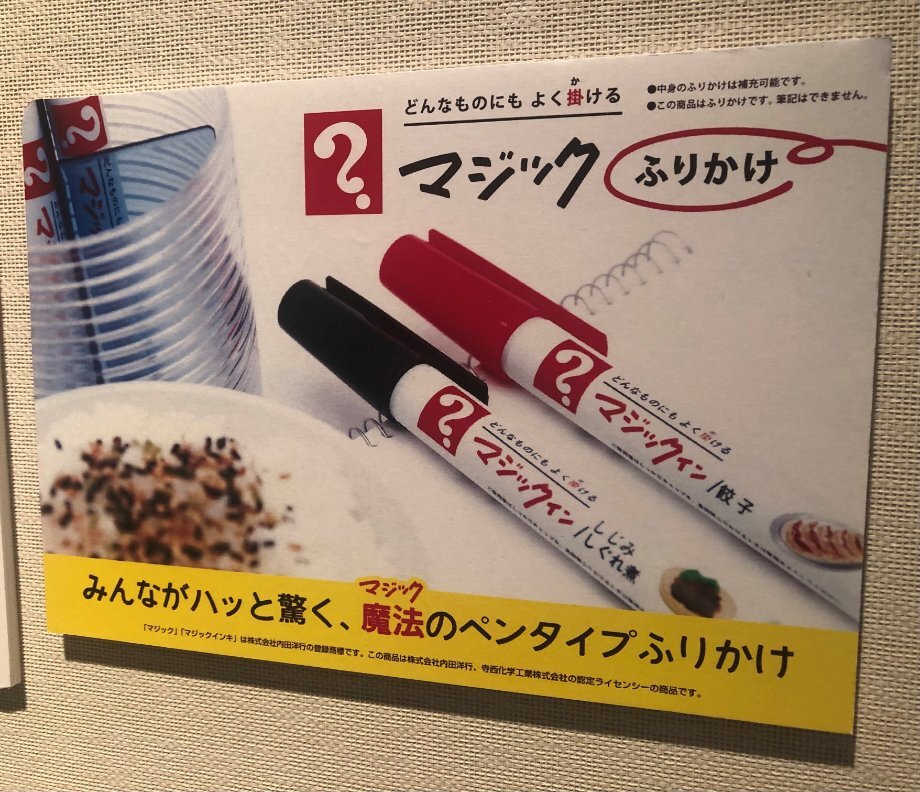 どんなものにも よく掛ける
か
●中身のふりかけは補充可能です。
●この商品はふりかけです。筆記はできません。
?
マジック ふりかけ
?
?
マジ
どんなものにも
?
どんなものにも よく掛ける
マジックイン/餃子
?
どんなものにも よく掛ける
マジックイン/しじみしぐれ煮
マジック
みんながハッと驚く、魔法のペンタイプふりかけ
「マジック」「マジックインキ」は株式会社内田洋行の登録商標です。この商品は株式会社内田洋行、寺西化学工業株式会社の認定ライセンシーの商品です。